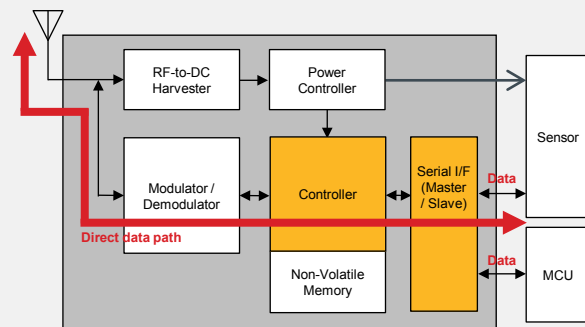 RF-to-DC
Harvester
Power
Controller
Sensor
Modulator /
Demodulator
Controller
Serial I/F
(Master
/ Slave)
Data
Direct data path
Non-Volatile
Memory
Data
MCU